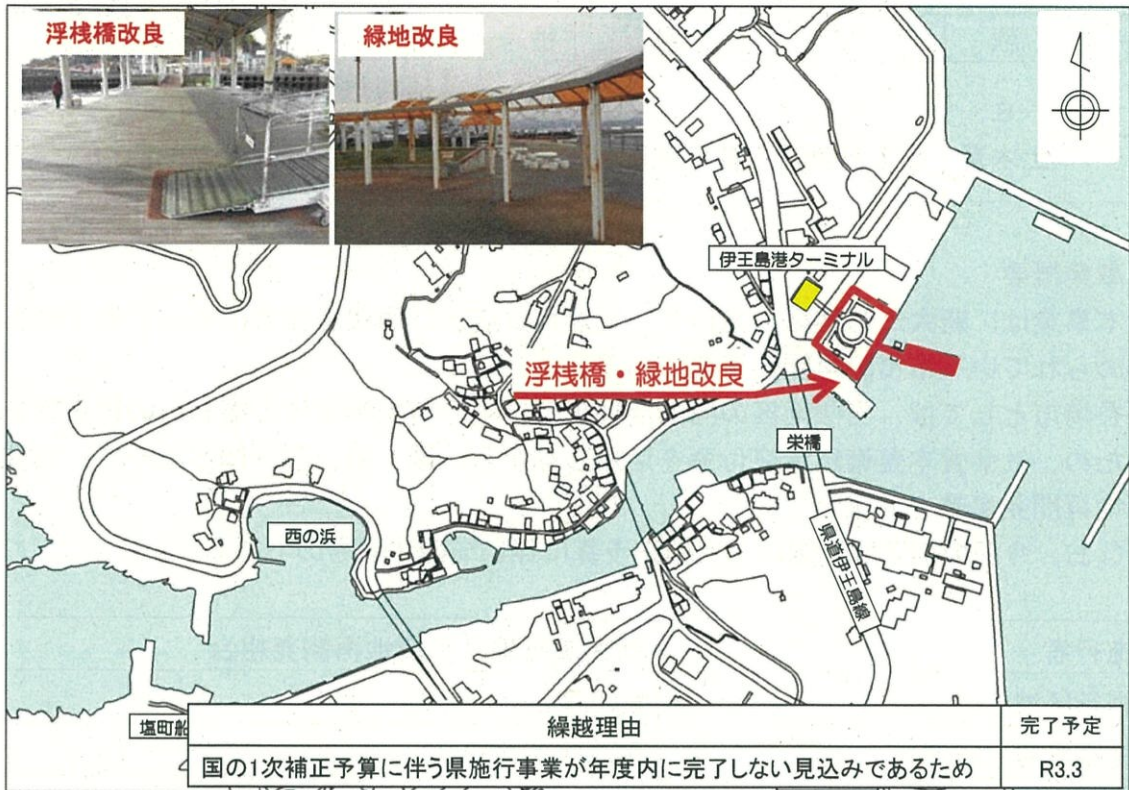 浮桟橋改良
緑地改良
伊王島港ターミナル
浮桟橋・緑地改良
栄橋
西の浜
県道伊王島線
塩町船
繰越理由
完了予定
国の1次補正予算に伴う県施行事業が年度内に完了しない見込みであるため
R3.3